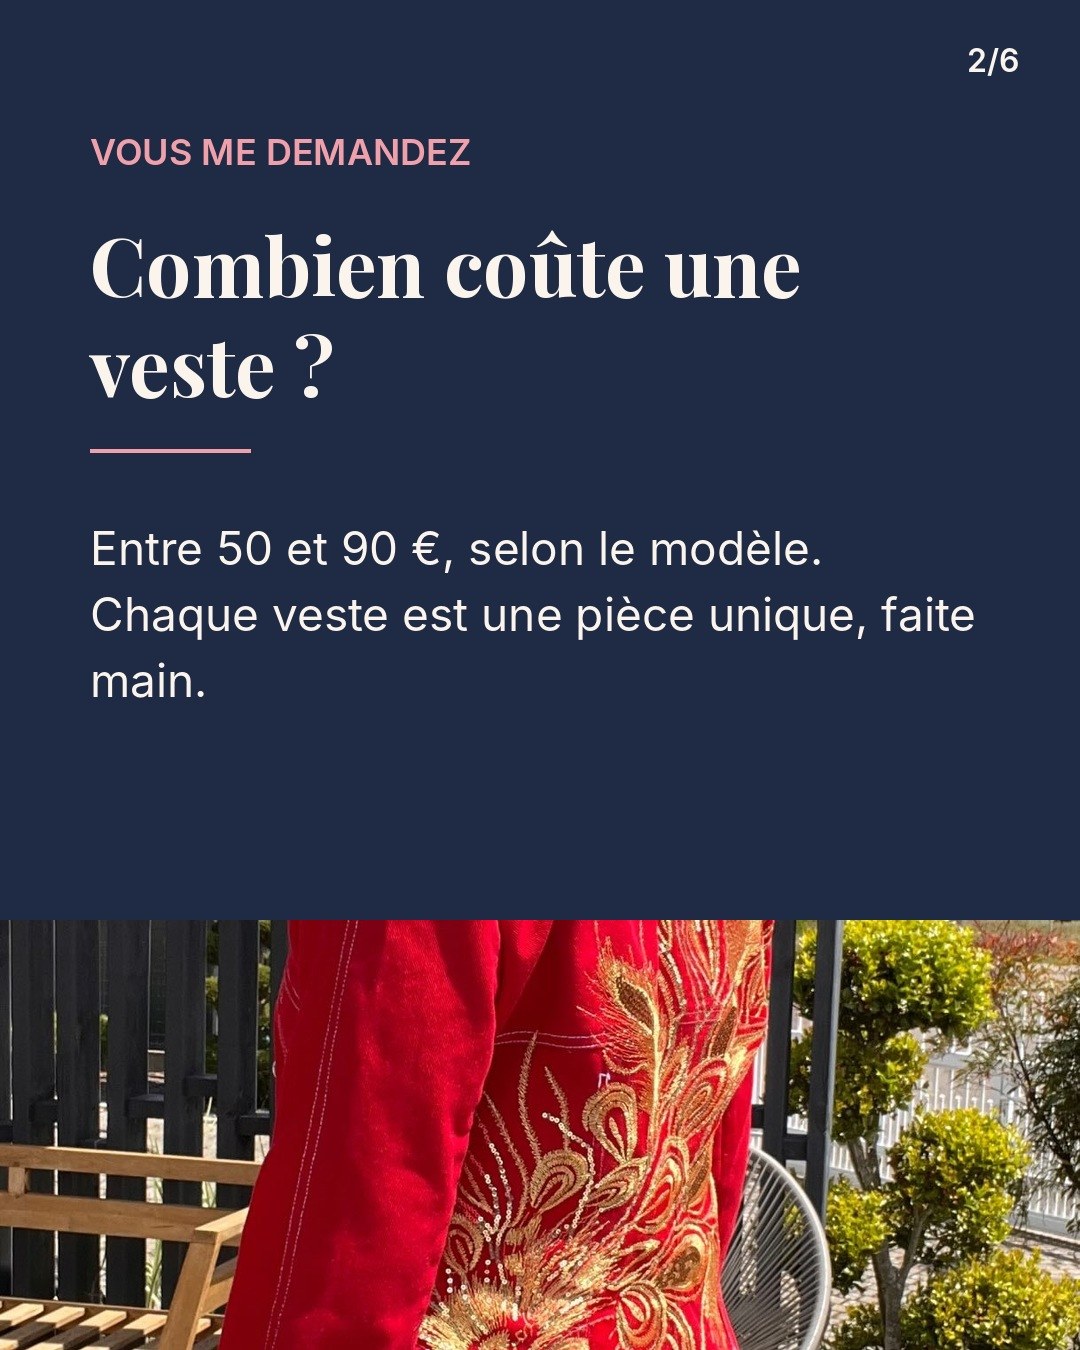 2/6
VOUS ME DEMANDEZ
Combien coûte une
veste ?
Entre 50 et 90 €, selon le modèle.
Chaque veste est une pièce unique, faite
main.